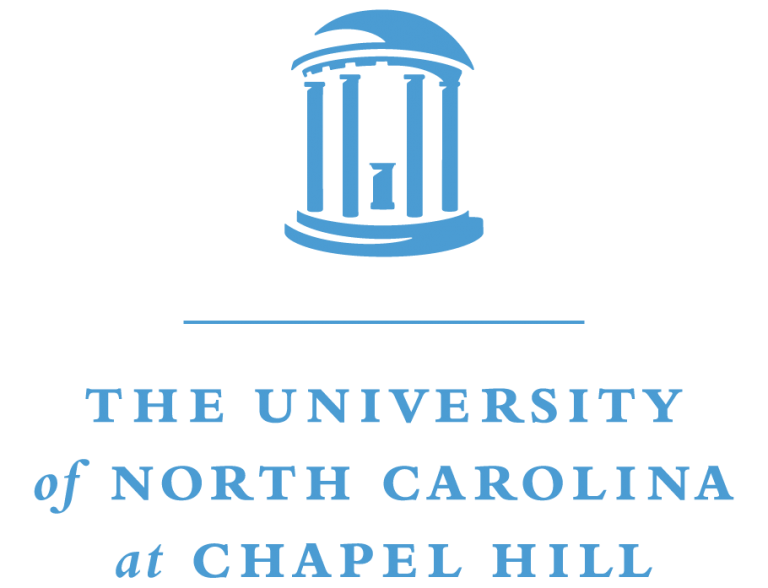 THE UNIVERSITY
of NORTH CAROLINA
at CHAPEL HILL